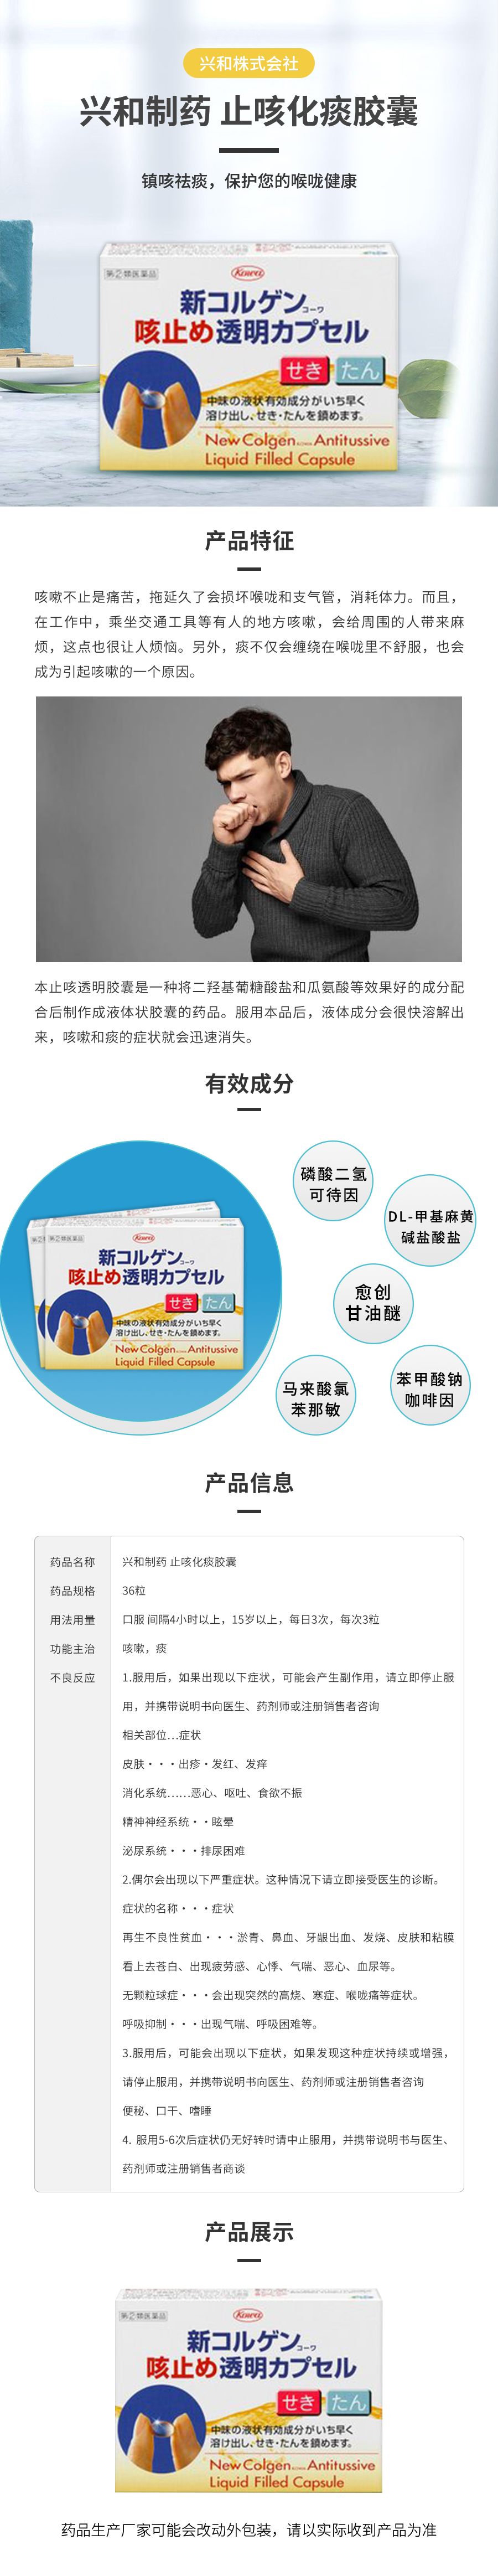 兴和株式会社
兴和制药 止咳化痰胶囊
镇咳祛痰，保护您的喉咙健康
第②類医薬品
Kowa
新コルゲンコーワ
咳止め透明カプセル
せき たん
中味の液状有効成分がいち早く
溶け出し、せき・たんを鎮めます。
New Colgen KOWA Antitussive
Liquid Filled Capsule
产品特征
咳嗽不止是痛苦，拖延久了会损坏喉咙和支气管，消耗体力。而且，
在工作中，乘坐交通工具等有人的地方咳嗽，会给周围的人带来麻
烦，这点也很让人烦恼。另外，痰不仅会缠绕在喉咙里不舒服，也会
成为引起咳嗽的一个原因。
本止咳透明胶囊是一种将二羟基葡糖酸盐和瓜氨酸等效果好的成分配
合后制作成液体状胶囊的药品。服用本品后，液体成分会很快溶解出
来，咳嗽和痰的症状就会迅速消失。
有效成分
磷酸二氢
可待因
DL-甲基麻黄
碱盐酸盐
愈创
甘油醚
马来酸氯
苯那敏
苯甲酸钠
咖啡因
第②類医薬品
Kowa
新コルゲンコーワ
咳止め透明カプセル
せき たん
中味の液状有効成分がいち早く
溶け出し、せき・たんを鎮めます。
New Colgen KOWA Antitussive
Liquid Filled Capsule
产品信息
药品名称 兴和制药 止咳化痰胶囊
药品规格 36粒
用法用量 口服 间隔4小时以上，15岁以上，每日3次，每次3粒
功能主治 咳嗽，痰
不良反应 1.服用后，如果出现以下症状，可能会产生副作用，请立即停止服
用，并携带说明书向医生、药剂师或注册销售者咨询
相关部位…症状
皮肤・・・出疹・发红、发痒
消化系统……恶心、呕吐、食欲不振
精神神经系统・・眩晕
泌尿系统・・・排尿困难
2.偶尔会出现以下严重症状。这种情况下请立即接受医生的诊断。
症状的名称・・・症状
再生不良性贫血・・・淤青、鼻血、牙龈出血、发烧、皮肤和粘膜
看上去苍白、出现疲劳感、心悸、气喘、恶心、血尿等。
无颗粒球症・・・会出现突然的高烧、寒症、喉咙痛等症状。
呼吸抑制・・・出现气喘、呼吸困难等。
3.服用后，可能会出现以下症状，如果发现这种症状持续或增强，
请停止服用，并携带说明书向医生、药剂师或注册销售者咨询
便秘、口干、嗜睡
4. 服用5-6次后症状仍无好转时请中止服用，并携带说明书与医生、
药剂师或注册销售者商谈
产品展示
第②類医薬品
Kowa
新コルゲンコーワ
咳止め透明カプセル
せき たん
中味の液状有効成分がいち早く
溶け出し、せき・たんを鎮めます。
New Colgen KOWA Antitussive
Liquid Filled Capsule
药品生产厂家可能会改动外包装，请以实际收到产品为准